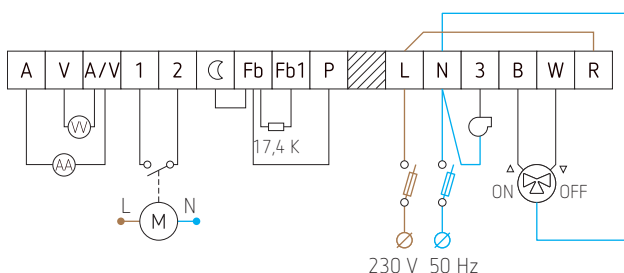 A V A/V 1 2 ☾ Fb Fb1 P L N 3 B W R
VV
17,4 K
AA
ON OFF
L M N
230 V 50 Hz